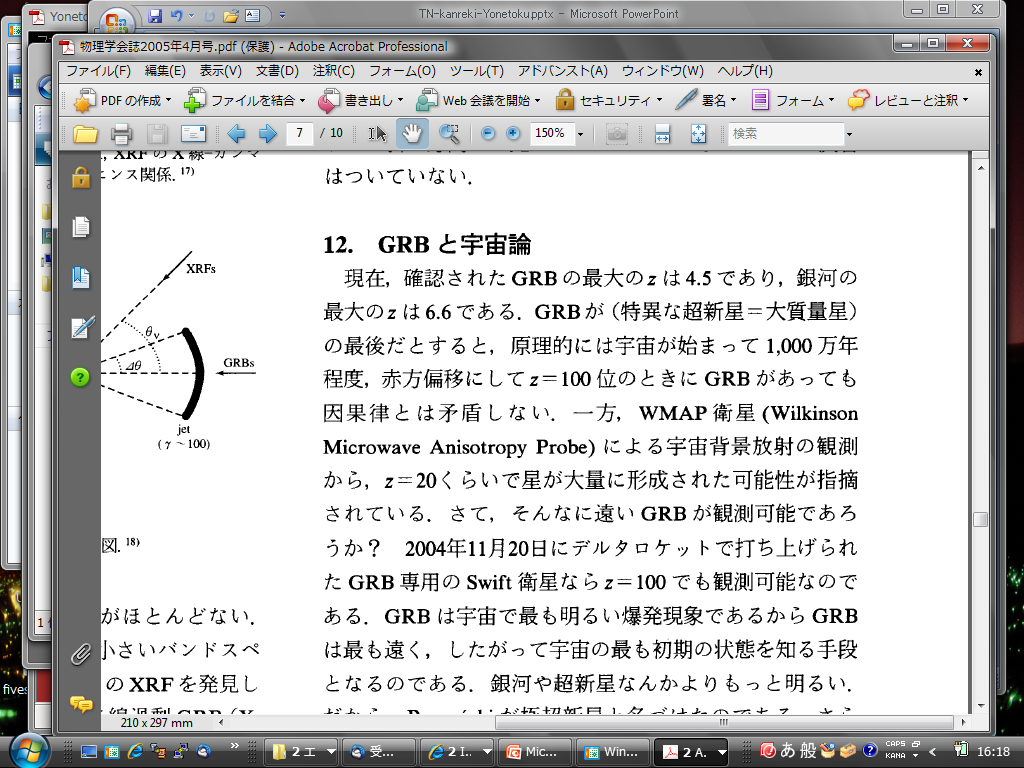 Yonetc
TN-kanreki-Yonetoku.pptx - Microsoft PowerPoint
物理学会誌2005年4月号.pdf (保護) - Adobe Acrobat Professional
ファイル(F) 編集(E) 表示(V) 文書(D) 注釈(C) フォーム(O) ツール(T) アドバンスト(A) ウィンドウ(W) ヘルプ(H)
PDF の作成 ファイルを結合 書き出し Web 会議を開始 セキュリティ 署名 フォーム レビューと注釈
7 / 10 150% 検索
, XRF の X 線-ガンマ
ニンス関係. 17)
はついていない.
XRFs
θv
Δθ
GRBs
jet
(γ ~100)
図. 18)
がほとんどない.
小さいバンドスペ
の XRF を発見し
12. GRB と宇宙論
現在, 確認された GRB の最大の z は 4.5 であり, 銀河の
最大の z は 6.6 である. GRB が (特異な超新星=大質量星)
の最後だとすると, 原理的には宇宙が始まって 1,000 万年
程度, 赤方偏移にして z=100 位のときに GRB があっても
因果律とは矛盾しない. 一方, WMAP 衛星 (Wilkinson
Microwave Anisotropy Probe) による宇宙背景放射の観測
から, z=20くらいで星が大量に形成された可能性が指摘
されている. さて, そんなに遠い GRB が観測可能であろ
うか? 2004年11月20日にデルタロケットで打ち上げられ
た GRB 専用の Swift 衛星なら z=100 でも観測可能なので
ある. GRB は宇宙で最も明るい爆発現象であるから GRB
は最も遠く, したがって宇宙の最も初期の状態を知る手段
となるのである. 銀河や超新星なんかよりもっと明るい.
210 x 297 mm
fives
2 エ 受... 2 I... Mic... Win... 2 A.
あ 般 CAPS KANA 16:18